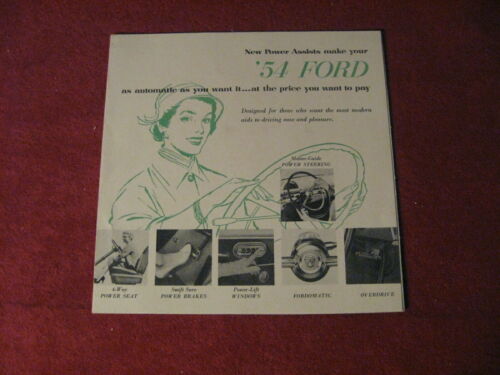 New Power Assists make your
'54 FORD
as automatic as you want it...at the price you want to pay
Designed for those who want the most modern
aids to driving ease and pleasure.
Master-Guide
POWER STEERING
4-Way
POWER SEAT
Swift Sure
POWER BRAKES
Power-Lift
WINDOWS
FORDOMATIC
OVERDRIVE